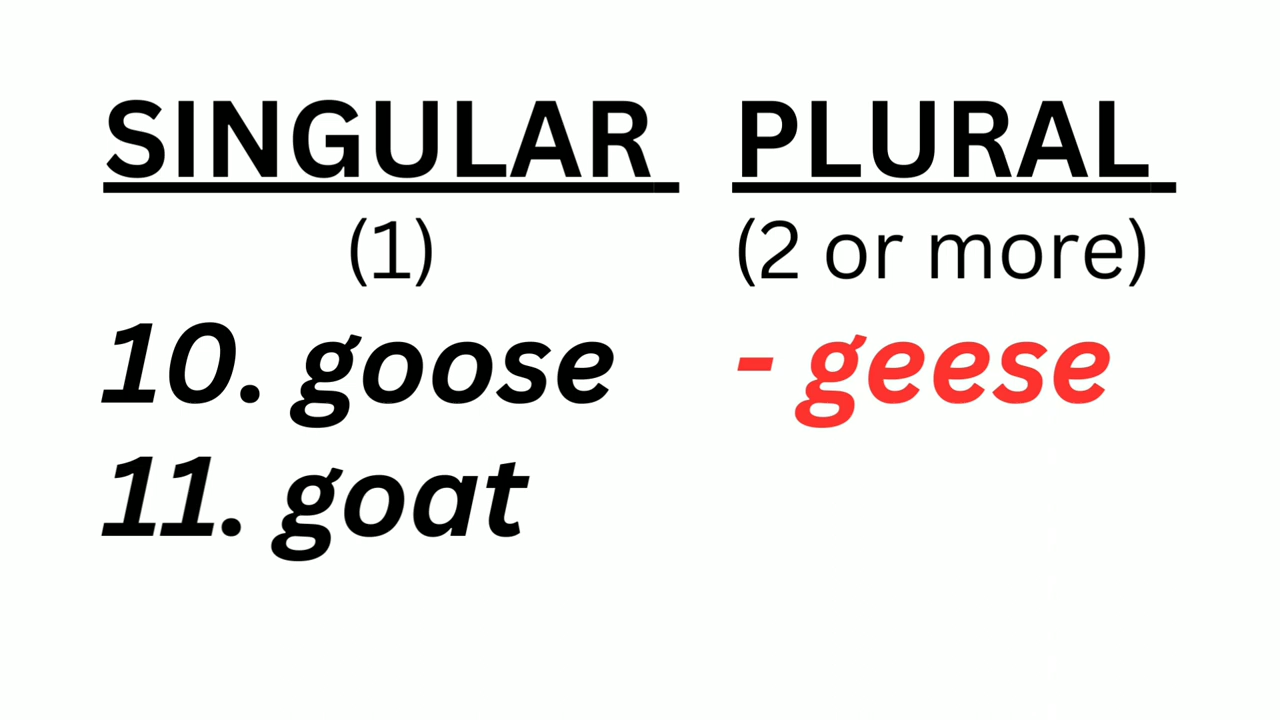 SINGULAR PLURAL
(1) (2 or more)
10. goose - geese
11. goat